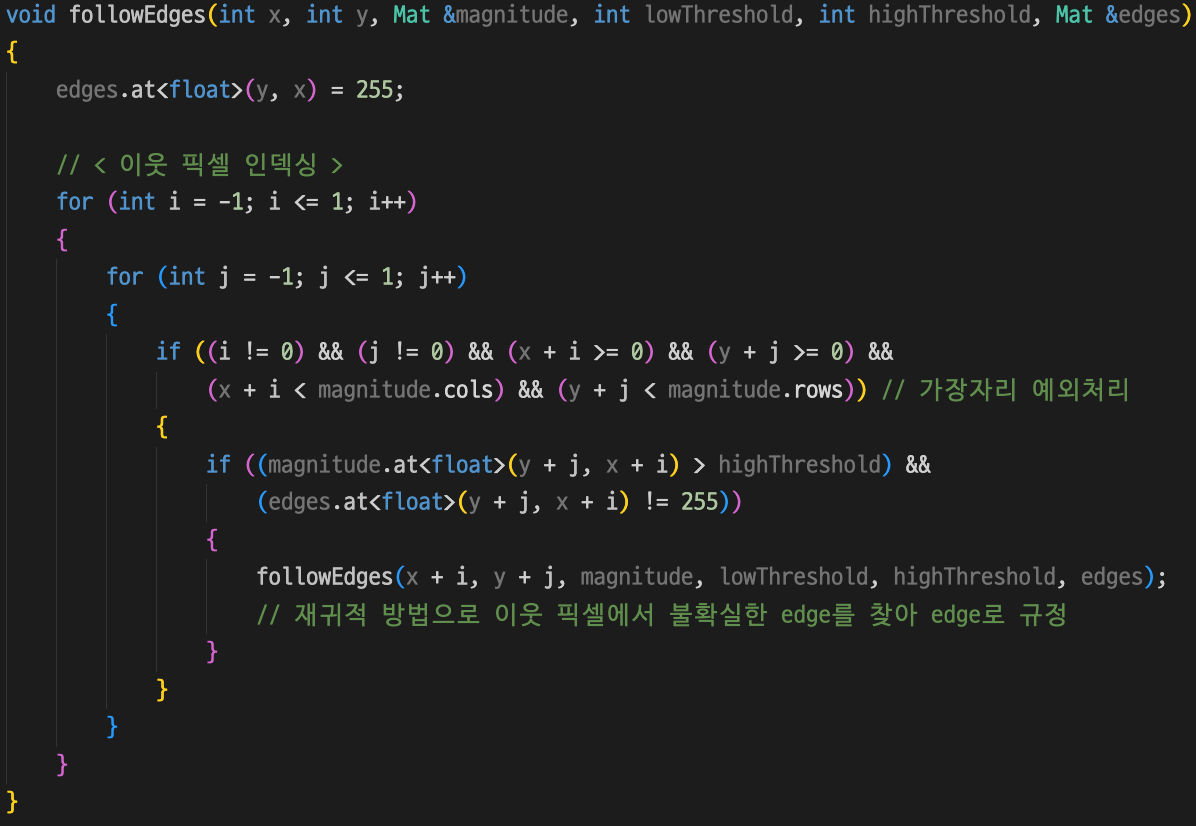 void followEdges(int x, int y, Mat &magnitude, int lowThreshold, int highThreshold, Mat &edges)
{
    edges.at<float>(y, x) = 255;

    // < 이웃 픽셀 인덱싱 >
    for (int i = -1; i <= 1; i++)
    {
        for (int j = -1; j <= 1; j++)
        {
            if ((i != 0) && (j != 0) && (x + i >= 0) && (y + j >= 0) &&
                (x + i < magnitude.cols) && (y + j < magnitude.rows)) // 가장자리 예외처리
            {
                if ((magnitude.at<float>(y + j, x + i) > highThreshold) &&
                    (edges.at<float>(y + j, x + i) != 255))
                {
                    followEdges(x + i, y + j, magnitude, lowThreshold, highThreshold, edges);
                    // 재귀적 방법으로 이웃 픽셀에서 불확실한 edge를 찾아 edge로 규정
                }
            }
        }
    }
}